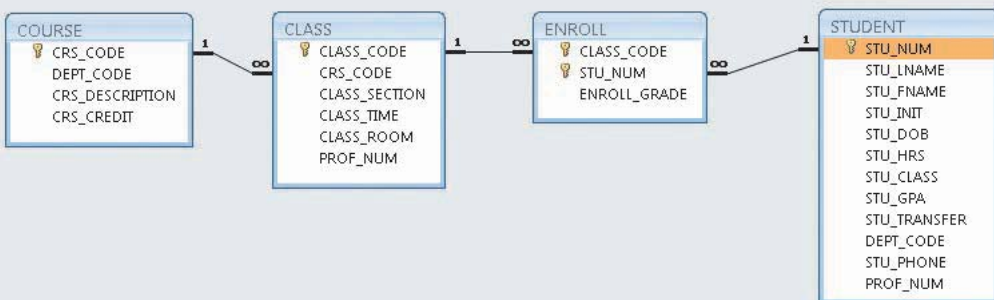 COURSE
CRS_CODE
DEPT_CODE
CRS_DESCRIPTION
CRS_CREDIT
1
∞
CLASS
CLASS_CODE
CRS_CODE
CLASS_SECTION
CLASS_TIME
CLASS_ROOM
PROF_NUM
1
∞
ENROLL
CLASS_CODE
STU_NUM
ENROLL_GRADE
∞
1
STUDENT
STU_NUM
STU_LNAME
STU_FNAME
STU_INIT
STU_DOB
STU_HRS
STU_CLASS
STU_GPA
STU_TRANSFER
DEPT_CODE
STU_PHONE
PROF_NUM